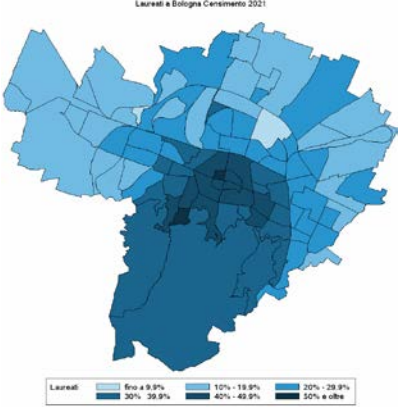 Laureati a Bologna Censimento 2021
Laureati fino a 9,9% 10% - 19,9% 20% - 29,9%
30% 39,9% 40% - 49,9% 50% e oltre